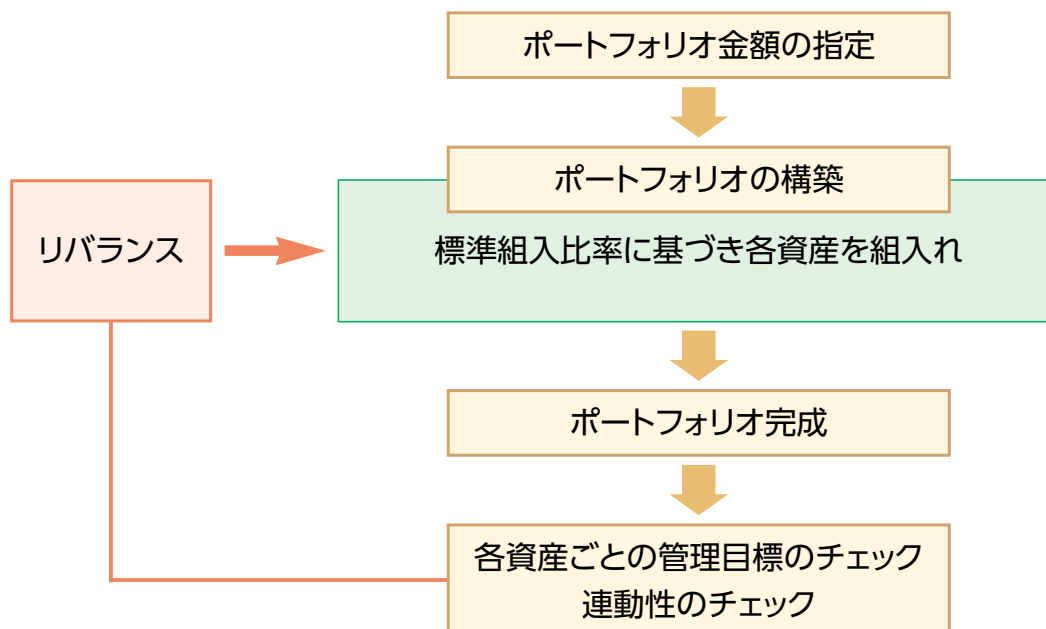 ポートフォリオ金額の指定
ポートフォリオの構築
リバランス
標準組入比率に基づき各資産を組入れ
ポートフォリオ完成
各資産ごとの管理目標のチェック
連動性のチェック